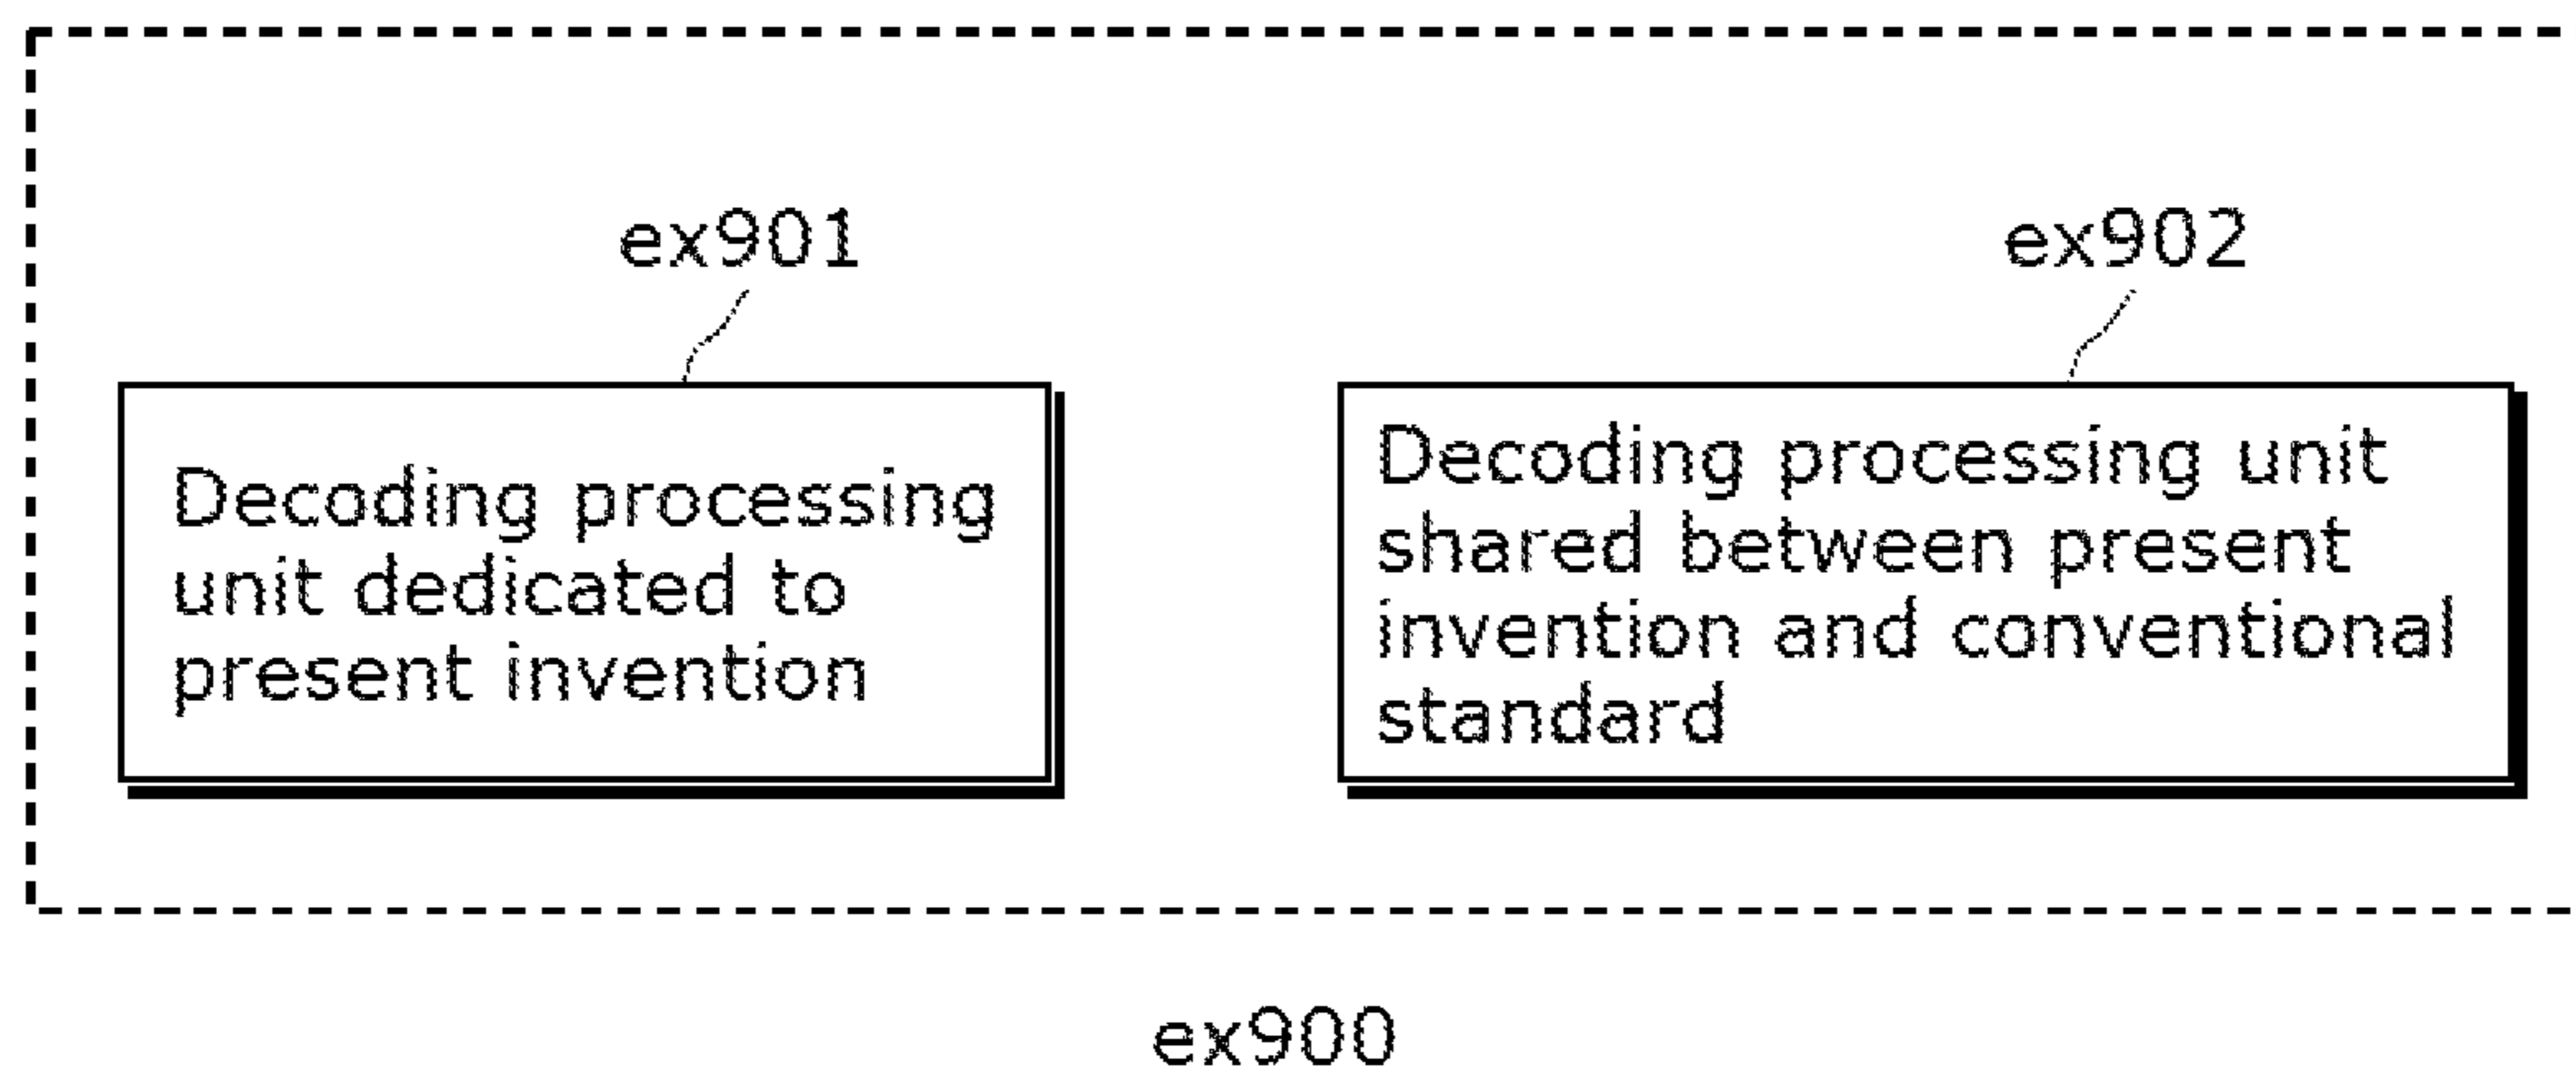 ex901
ex902
Decoding processing
unit dedicated to
present invention
Decoding processing unit
shared between present
invention and conventional
standard
ex900